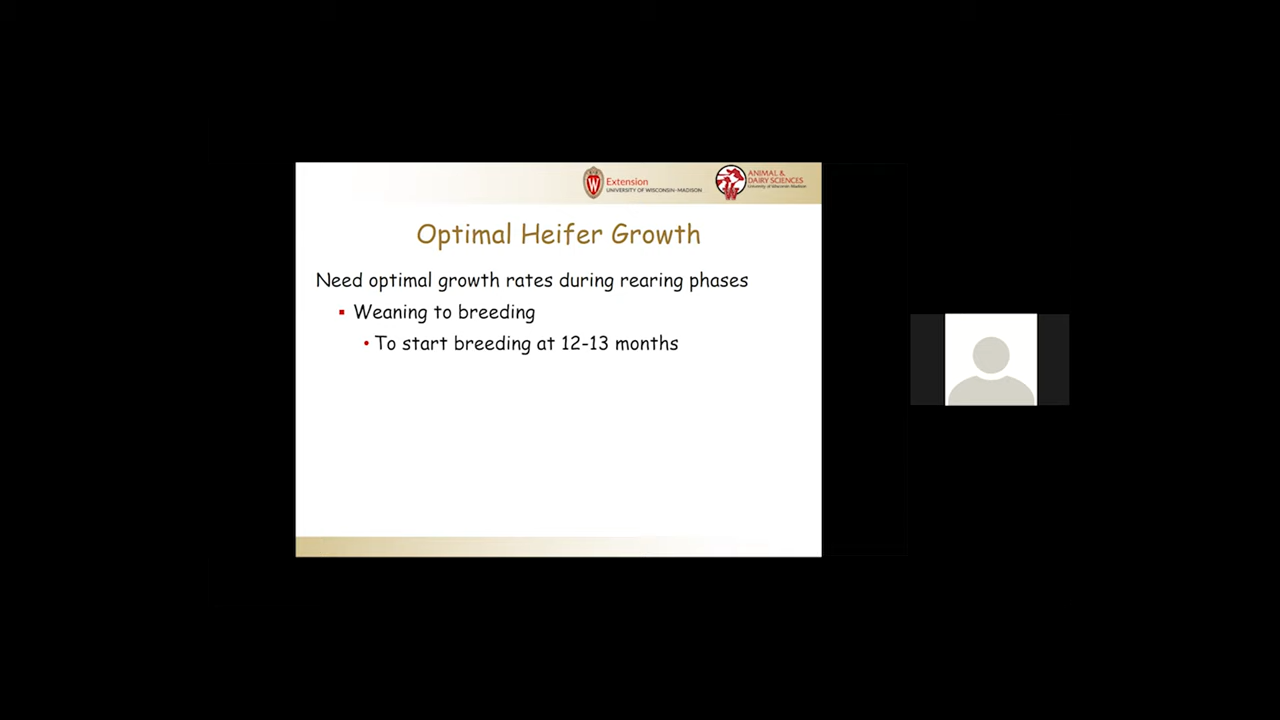 Extension
UNIVERSITY OF WISCONSIN-MADISON
ANIMAL &
DAIRY SCIENCES
University of Wisconsin-Madison
W
W
Optimal Heifer Growth
Need optimal growth rates during rearing phases
▪ Weaning to breeding
• To start breeding at 12-13 months